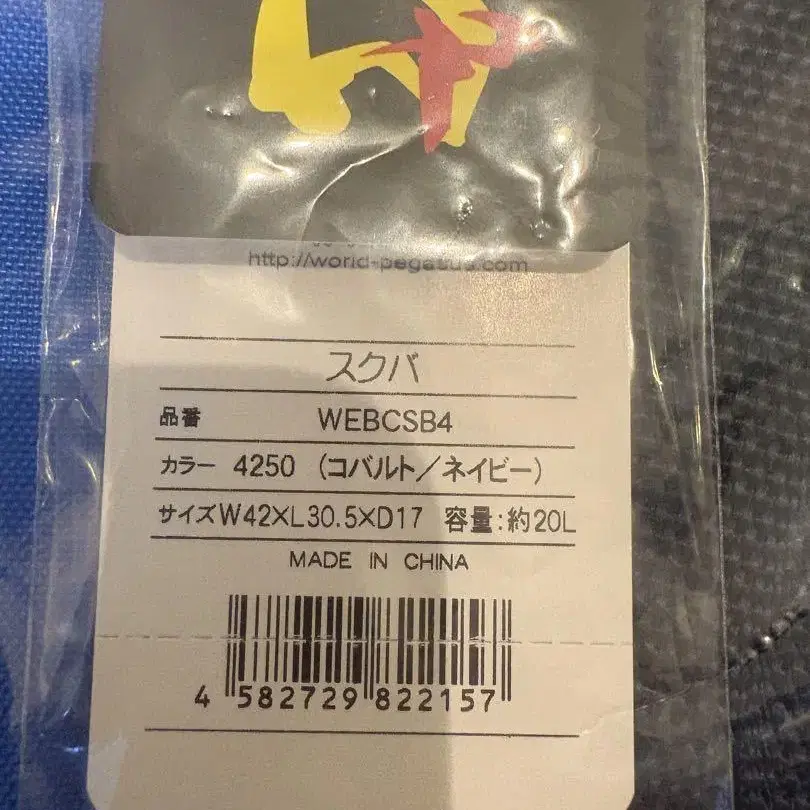 http://world-pegasus.com
スクバ
品番 WEBCSB4
カラー 4250 (コバルト／ネイビー)
サイズW42×L30.5×D17 容量:約20L
MADE IN CHINA
4 582729 822157